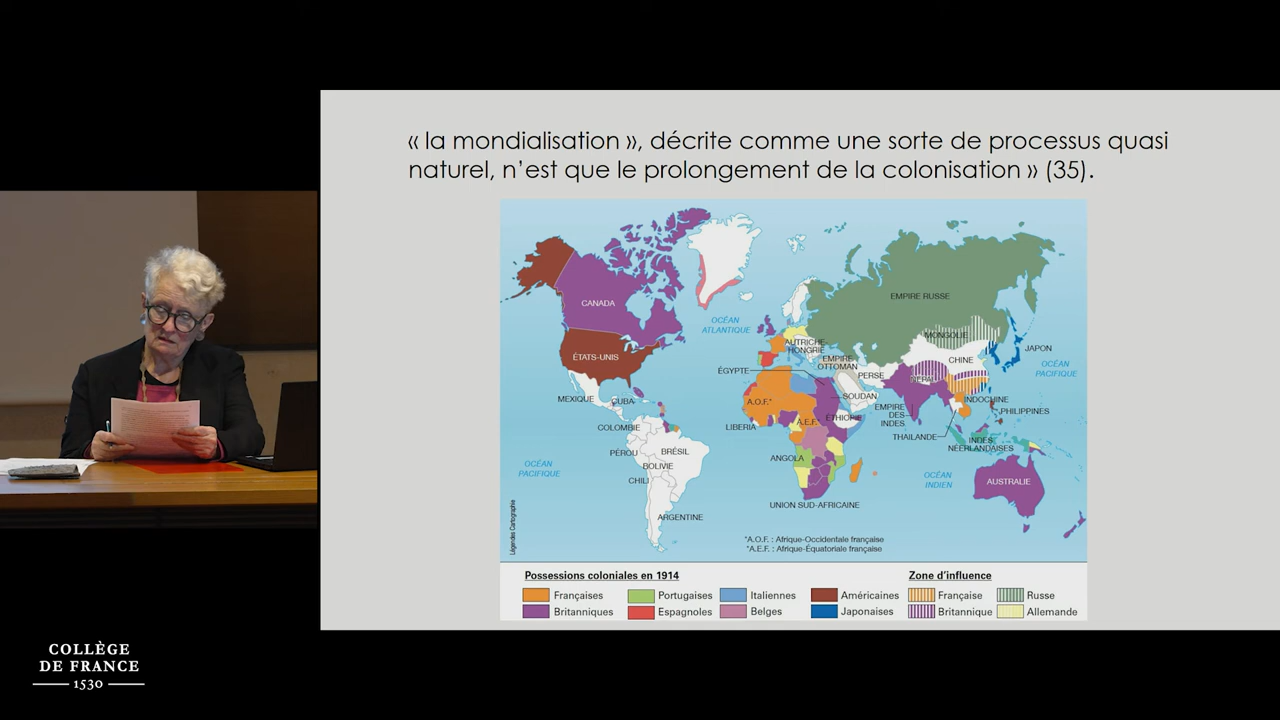 « la mondialisation », décrite comme une sorte de processus quasi
naturel, n’est que le prolongement de la colonisation » (35).
CANADA
ÉTATS-UNIS
MEXIQUE
CUBA
COLOMBIE
PÉROU
BRÉSIL
BOLIVIE
CHILI
ARGENTINE
OCÉAN
PACIFIQUE
OCÉAN
ATLANTIQUE
EMPIRE RUSSE
AUTRICHE-
HONGRIE
EMPIRE
OTTOMAN
PERSE
MONGOLIE
CHINE
JAPON
OCÉAN
PACIFIQUE
ÉGYPTE
NÉPAL
A.O.F.*
SOUDAN
A.E.F.*
ÉTHIOPIE
LIBERIA
EMPIRE
DES
INDES
INDOCHINE
PHILIPPINES
THAILANDE
INDES
NÉERLANDAISES
ANGOLA
OCÉAN
INDIEN
AUSTRALIE
UNION SUD-AFRICAINE
*A.O.F. : Afrique-Occidentale française
*A.E.F. : Afrique-Équatoriale française
Légendes Cartographie
Possessions coloniales en 1914
Françaises
Portugaises
Italiennes
Américaines
Britanniques
Espagnoles
Belges
Japonaises
Zone d’influence
Française
Russe
Britannique
Allemande
COLLÈGE
DE FRANCE
1530